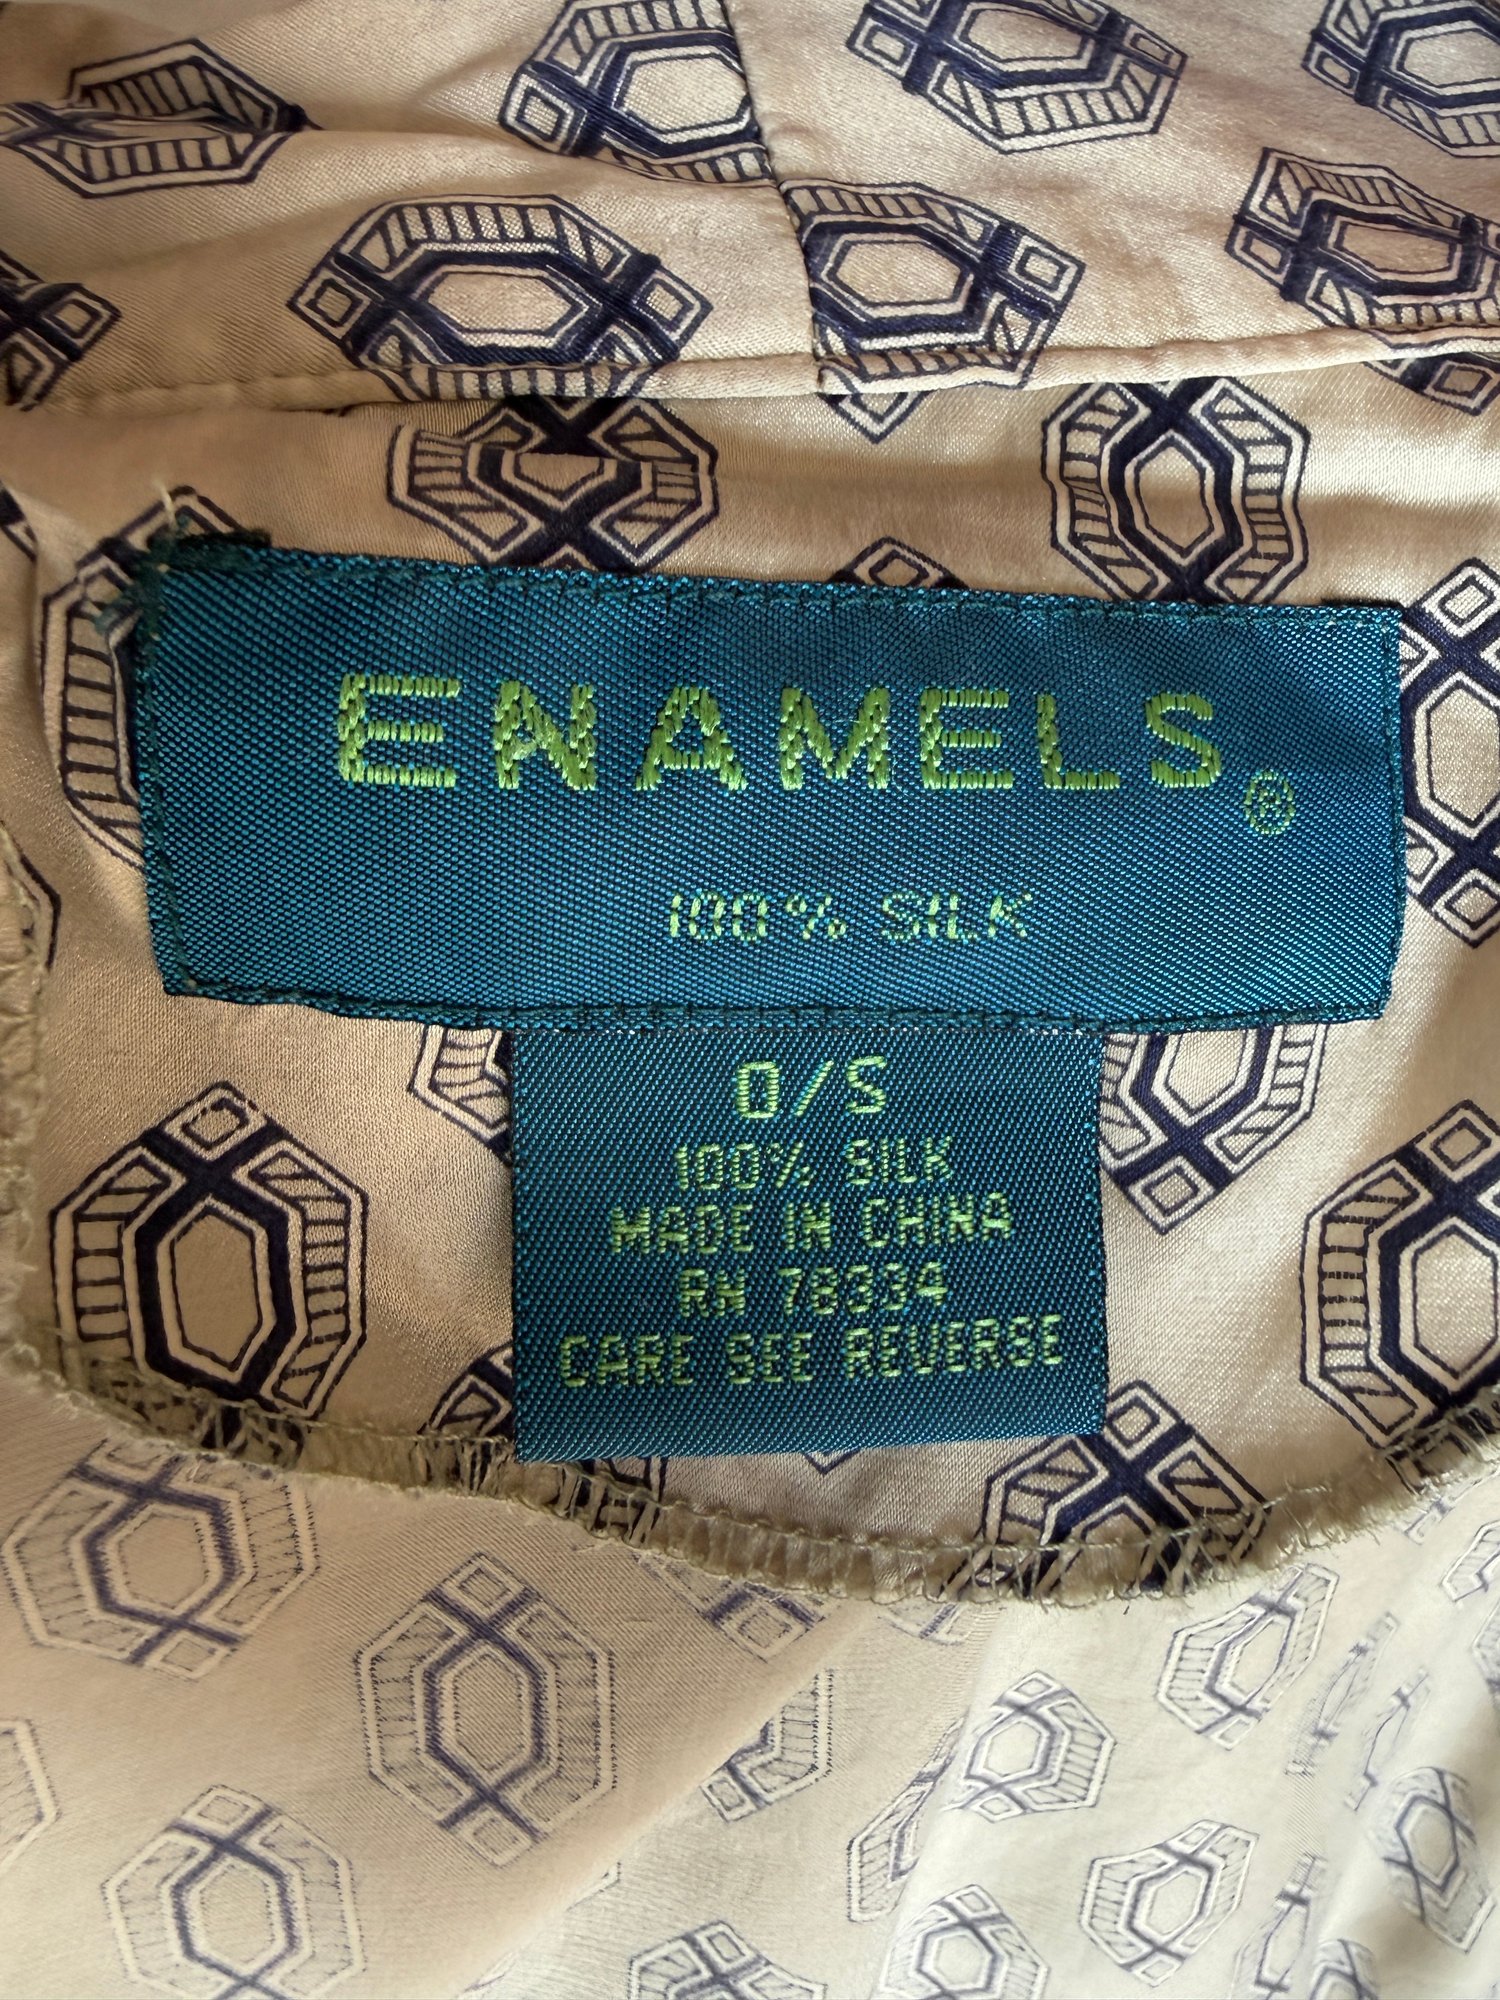 ENAMELS®
100% SILK
O/S
100% SILK
MADE IN CHINA
RN 78334
CARE SEE REVERSE